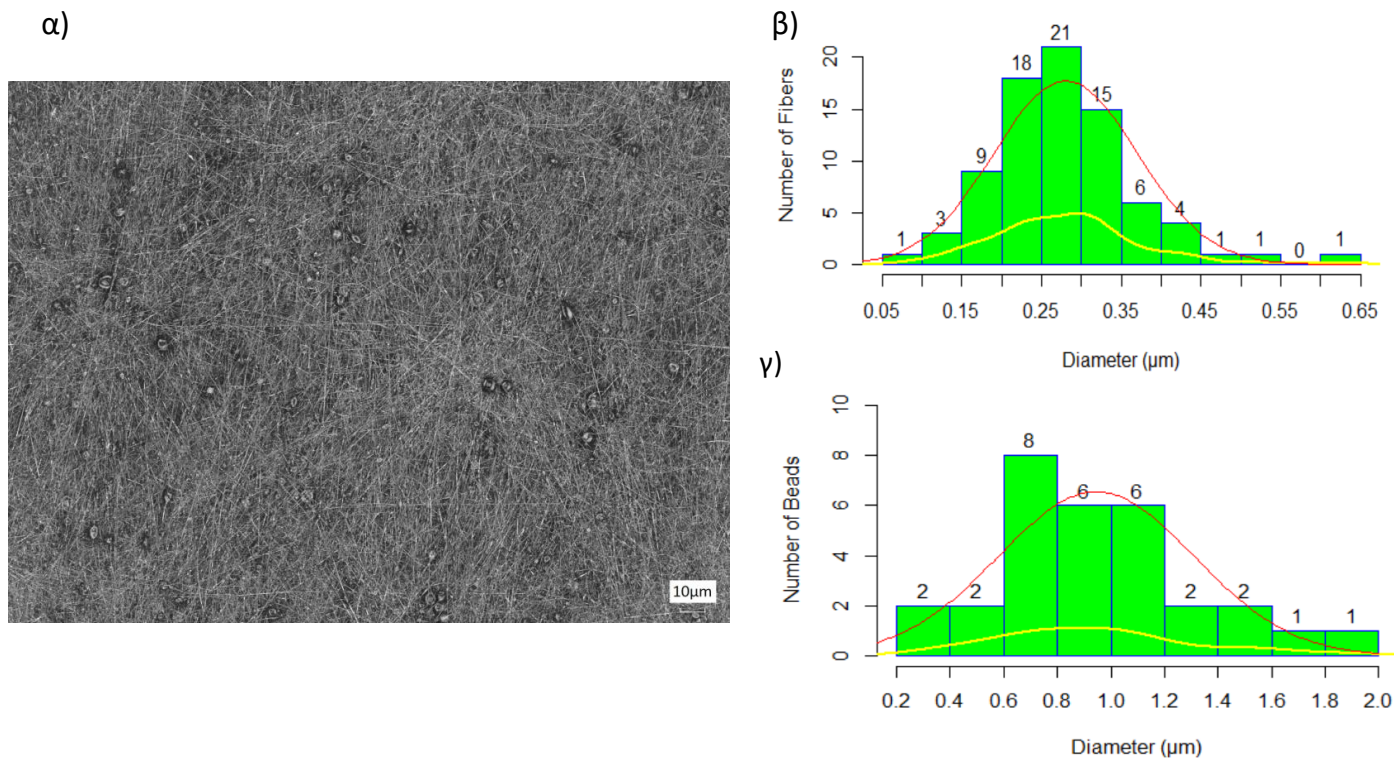 α)
10μm
β)
Number of Fibers
0 5 10 15 20
1 3 9 18 21 15 6 4 1 1 0 1
0.05 0.15 0.25 0.35 0.45 0.55 0.65
Diameter (μm)
γ)
Number of Beads
0 2 4 6 8 10
2 2 8 6 6 2 2 1 1
0.2 0.4 0.6 0.8 1.0 1.2 1.4 1.6 1.8 2.0
Diameter (μm)